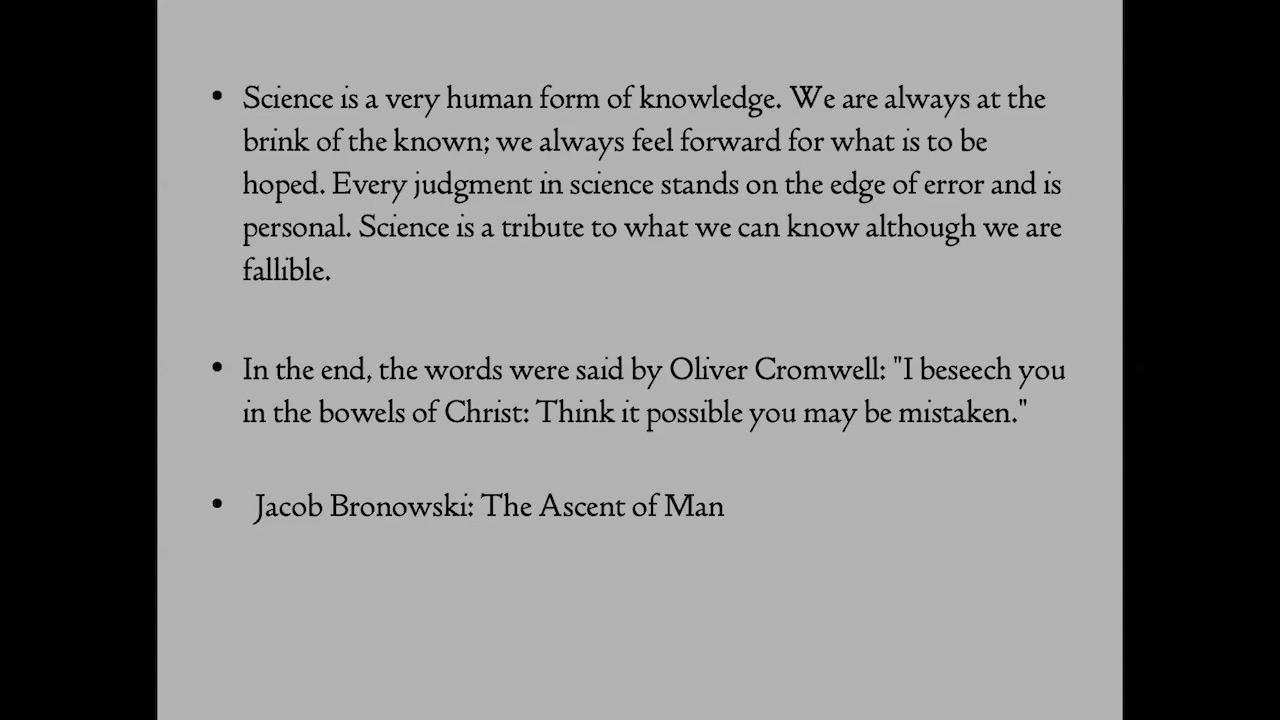 • Science is a very human form of knowledge. We are always at the
brink of the known; we always feel forward for what is to be
hoped. Every judgment in science stands on the edge of error and is
personal. Science is a tribute to what we can know although we are
fallible.
• In the end, the words were said by Oliver Cromwell: "I beseech you
in the bowels of Christ: Think it possible you may be mistaken."
• Jacob Bronowski: The Ascent of Man